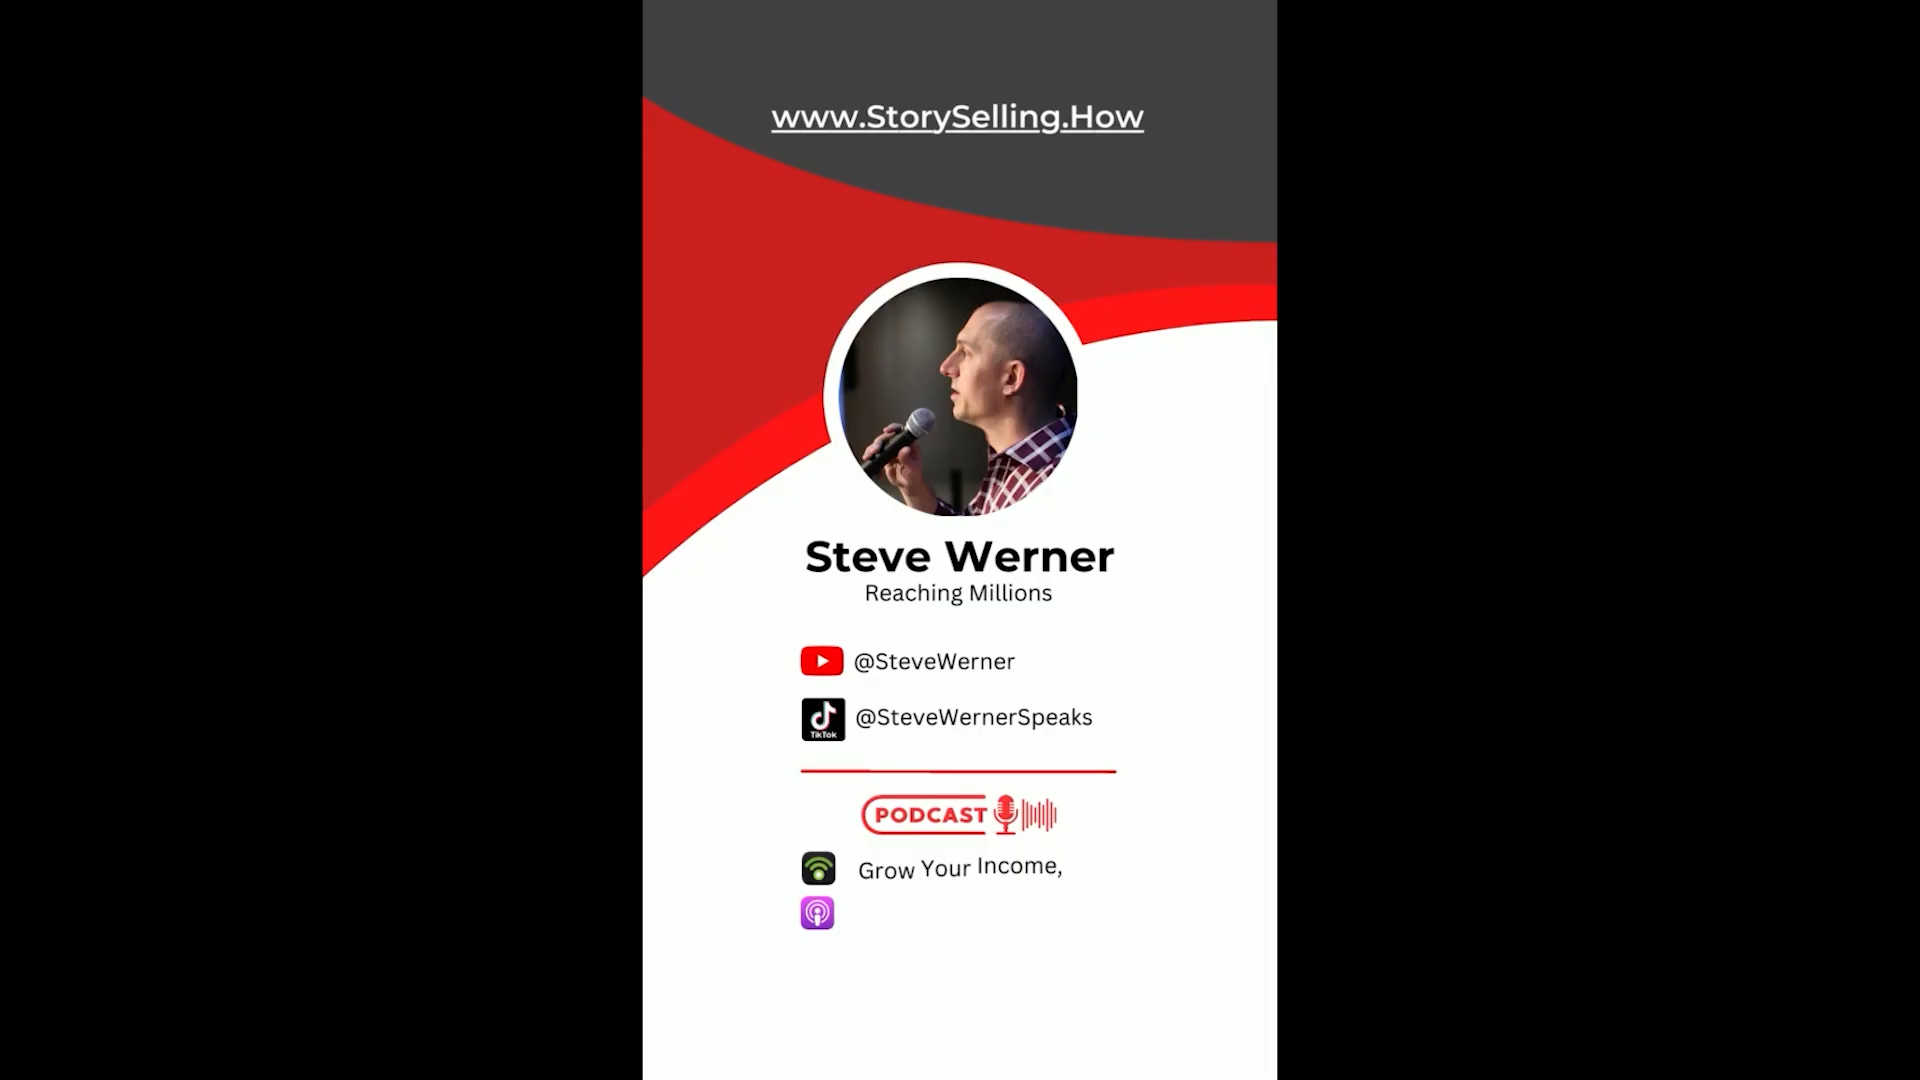 www.StorySelling.How
Steve Werner
Reaching Millions
@SteveWerner
@SteveWernerSpeaks
TikTok
PODCAST
Grow Your Income,